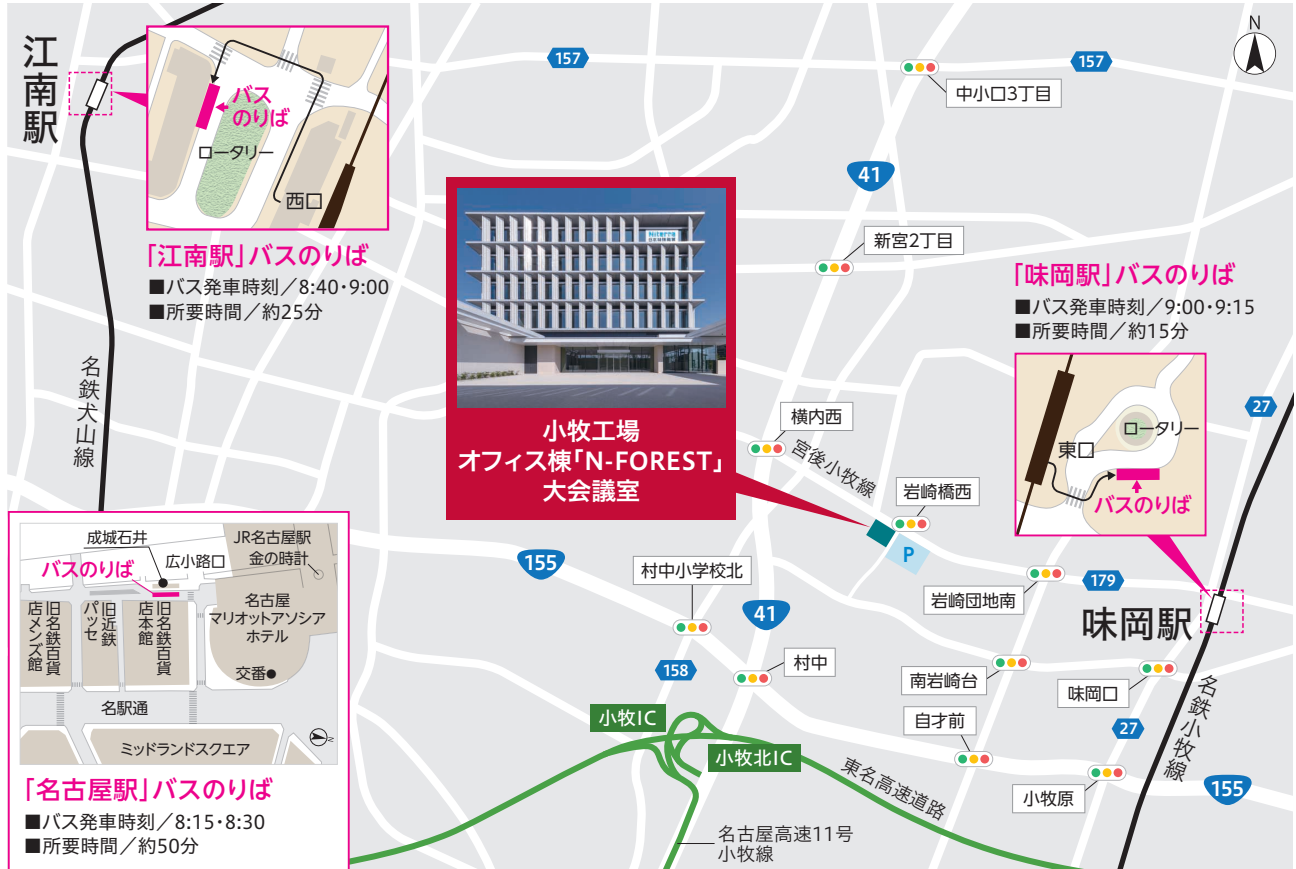 江南駅
バス
のりば
ロータリー
西口
「江南駅」バスのりば
■バス発車時刻／8:40・9:00
■所要時間／約25分
名鉄犬山線
157
157
中小口3丁目
N
41
新宮2丁目
Niterra
日本特殊陶業
小牧工場
オフィス棟「N-FOREST」
大会議室
「味岡駅」バスのりば
■バス発車時刻／9:00・9:15
■所要時間／約15分
ロータリー
東口
バスのりば
27
横内西
宮後小牧線
岩崎橋西
P
155
村中小学校北
41
岩崎団地南
179
味岡駅
158
村中
南岩崎台
味岡口
自才前
27
名鉄小牧線
小牧IC
小牧北IC
東名高速道路
小牧原
155
名古屋高速11号
小牧線
成城石井
JR名古屋駅
金の時計
バスのりば
広小路口
旧名鉄百貨
店メンズ館
旧近鉄
パッセ
旧名鉄百貨
店本館
名古屋
マリオットアソシア
ホテル
交番●
名駅通
ミッドランドスクエア
N
「名古屋駅」バスのりば
■バス発車時刻／8:15・8:30
■所要時間／約50分